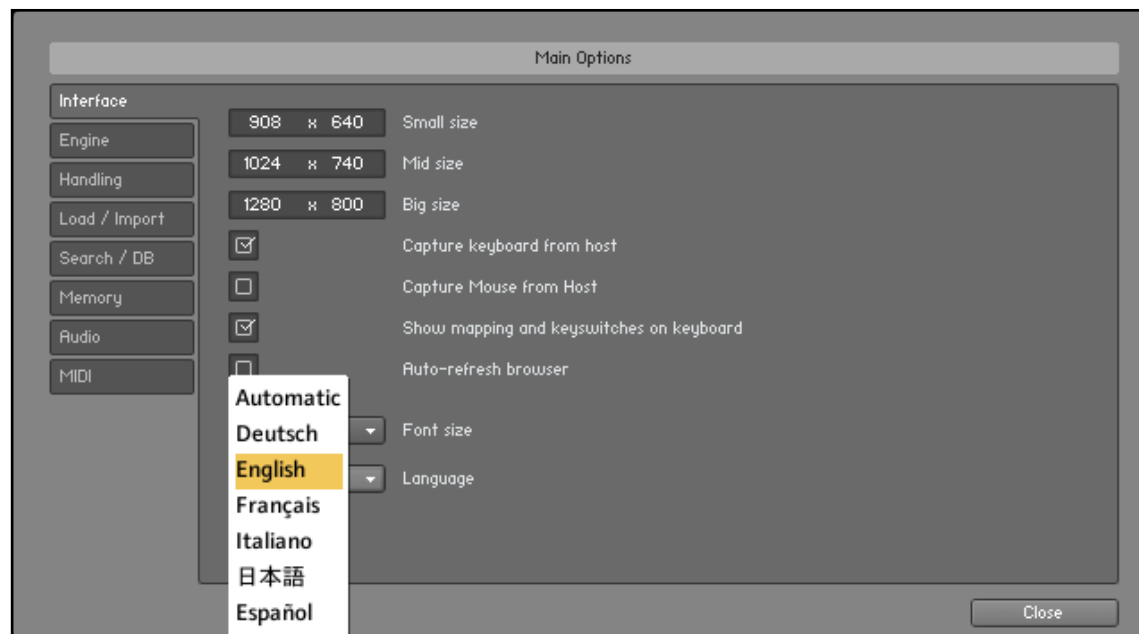 Main Options
Interface
Engine
Handling
Load / Import
Search / DB
Memory
Audio
MIDI
908 x 640 Small size
1024 x 740 Mid size
1280 x 800 Big size
Capture keyboard from host
Capture Mouse from Host
Show mapping and keyswitches on keyboard
Auto-refresh browser
Font size
Language
Automatic
Deutsch
English
Français
Italiano
日本語
Español
Close